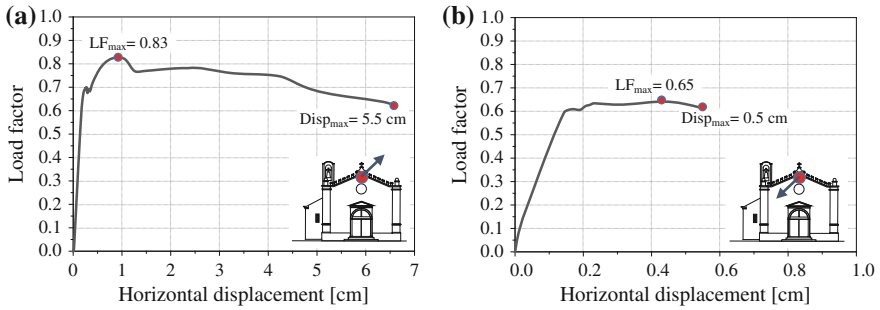 (a)
1.0
0.9
0.8
0.7
0.6
0.5
0.4
0.3
0.2
0.1
0.0
Load factor
LFmax= 0.83
Dispmax= 5.5 cm
0 1 2 3 4 5 6 7
Horizontal displacement [cm]
(b)
1.0
0.9
0.8
0.7
0.6
0.5
0.4
0.3
0.2
0.1
0.0
Load factor
LFmax= 0.65
Dispmax= 0.5 cm
0.0 0.2 0.4 0.6 0.8 1.0
Horizontal displacement [cm]